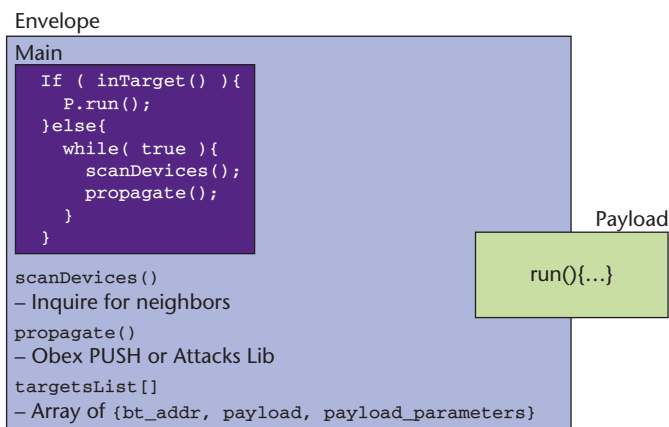 Envelope
Main
If ( inTarget() ){
P.run();
}else{
while( true ){
scanDevices();
propagate();
}
}
Payload
run(){…}
scanDevices()
– Inquire for neighbors
propagate()
– Obex PUSH or Attacks Lib
targetsList[]
– Array of {bt_addr, payload, payload_parameters}